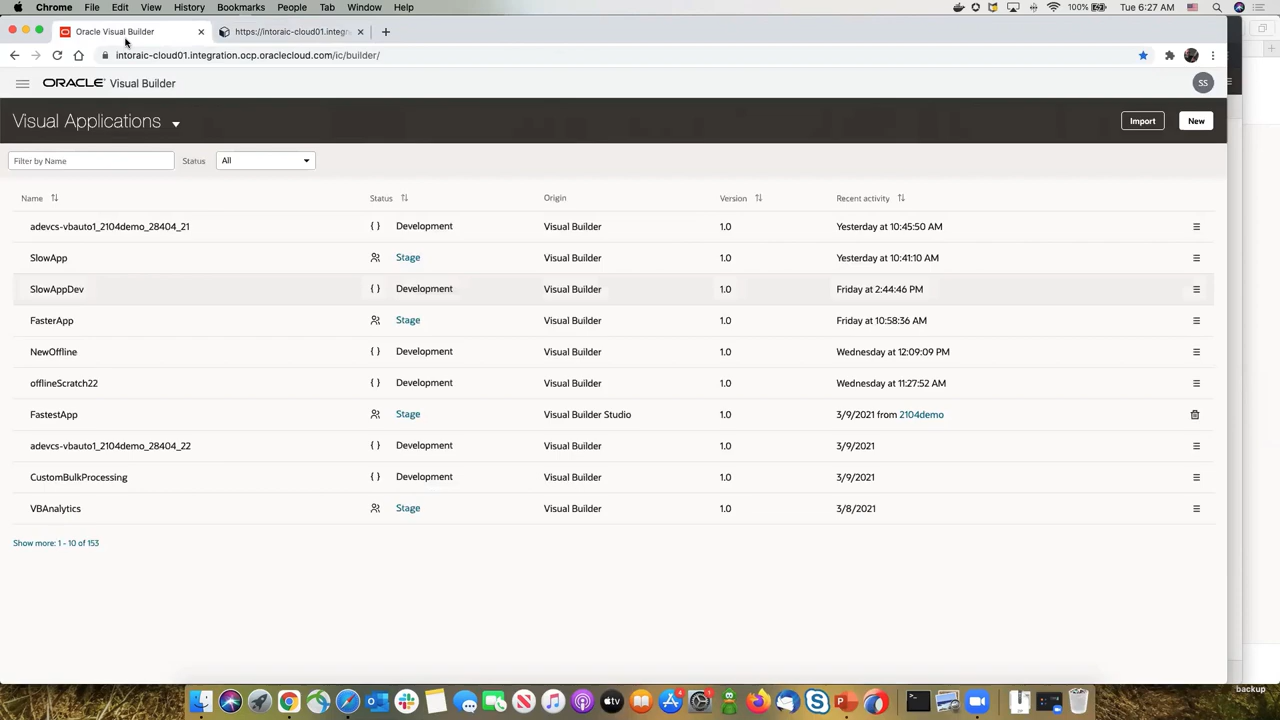 Chrome File Edit View History Bookmarks People Tab Window Help
100% Tue 6:27 AM
Oracle Visual Builder
https://intoraic-cloud01.integr
intoraic-cloud01.integration.ocp.oraclecloud.com/ic/builder/
ORACLE Visual Builder
SS
Visual Applications
Import New
Filter by Name Status All
Name Status Origin Version Recent activity
adevcs-vbauto1_2104demo_28404_21 { } Development Visual Builder 1.0 Yesterday at 10:45:50 AM
SlowApp Stage Visual Builder 1.0 Yesterday at 10:41:10 AM
SlowAppDev { } Development Visual Builder 1.0 Friday at 2:44:46 PM
FasterApp Stage Visual Builder 1.0 Friday at 10:58:36 AM
NewOffline { } Development Visual Builder 1.0 Wednesday at 12:09:09 PM
offlineScratch22 { } Development Visual Builder 1.0 Wednesday at 11:27:52 AM
FastestApp Stage Visual Builder Studio 1.0 3/9/2021 from 2104demo
adevcs-vbauto1_2104demo_28404_22 { } Development Visual Builder 1.0 3/9/2021
CustomBulkProcessing { } Development Visual Builder 1.0 3/9/2021
VBAnalytics Stage Visual Builder 1.0 3/8/2021
Show more: 1 - 10 of 153
backup